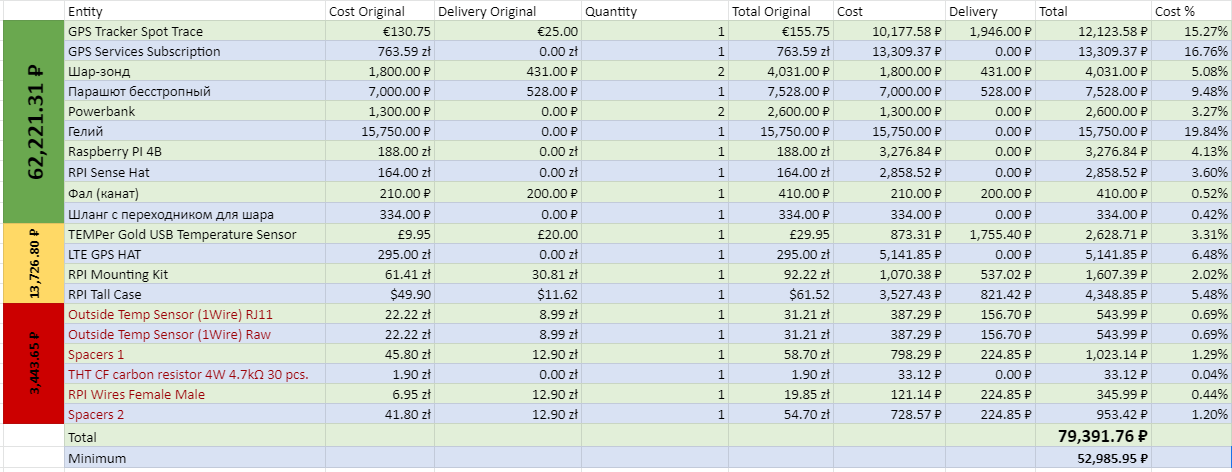 Entity Cost Original Delivery Original Quantity Total Original Cost Delivery Total Cost %
62,221.31 ₽
GPS Tracker Spot Trace €130.75 €25.00 1 €155.75 10,177.58 ₽ 1,946.00 ₽ 12,123.58 ₽ 15.27%
GPS Services Subscription 763.59 zł 0.00 zł 1 763.59 zł 13,309.37 ₽ 0.00 ₽ 13,309.37 ₽ 16.76%
Шар-зонд 1,800.00 ₽ 431.00 ₽ 2 4,031.00 ₽ 1,800.00 ₽ 431.00 ₽ 4,031.00 ₽ 5.08%
Парашют бесстропный 7,000.00 ₽ 528.00 ₽ 1 7,528.00 ₽ 7,000.00 ₽ 528.00 ₽ 7,528.00 ₽ 9.48%
Powerbank 1,300.00 ₽ 0.00 ₽ 2 2,600.00 ₽ 1,300.00 ₽ 0.00 ₽ 2,600.00 ₽ 3.27%
Гелий 15,750.00 ₽ 0.00 ₽ 1 15,750.00 ₽ 15,750.00 ₽ 0.00 ₽ 15,750.00 ₽ 19.84%
Raspberry PI 4B 188.00 zł 0.00 zł 1 188.00 zł 3,276.84 ₽ 0.00 ₽ 3,276.84 ₽ 4.13%
RPI Sense Hat 164.00 zł 0.00 zł 1 164.00 zł 2,858.52 ₽ 0.00 ₽ 2,858.52 ₽ 3.60%
Фал (канат) 210.00 ₽ 200.00 ₽ 1 410.00 ₽ 210.00 ₽ 200.00 ₽ 410.00 ₽ 0.52%
Шланг с переходником для шара 334.00 ₽ 0.00 ₽ 1 334.00 ₽ 334.00 ₽ 0.00 ₽ 334.00 ₽ 0.42%
13,726.80 ₽
TEMPer Gold USB Temperature Sensor £9.95 £20.00 1 £29.95 873.31 ₽ 1,755.40 ₽ 2,628.71 ₽ 3.31%
LTE GPS HAT 295.00 zł 0.00 zł 1 295.00 zł 5,141.85 ₽ 0.00 ₽ 5,141.85 ₽ 6.48%
RPI Mounting Kit 61.41 zł 30.81 zł 1 92.22 zł 1,070.38 ₽ 537.02 ₽ 1,607.39 ₽ 2.02%
RPI Tall Case $49.90 $11.62 1 $61.52 3,527.43 ₽ 821.42 ₽ 4,348.85 ₽ 5.48%
3,443.65 ₽
Outside Temp Sensor (1Wire) RJ11 22.22 zł 8.99 zł 1 31.21 zł 387.29 ₽ 156.70 ₽ 543.99 ₽ 0.69%
Outside Temp Sensor (1Wire) Raw 22.22 zł 8.99 zł 1 31.21 zł 387.29 ₽ 156.70 ₽ 543.99 ₽ 0.69%
Spacers 1 45.80 zł 12.90 zł 1 58.70 zł 798.29 ₽ 224.85 ₽ 1,023.14 ₽ 1.29%
THT CF carbon resistor 4W 4.7kΩ 30 pcs. 1.90 zł 0.00 zł 1 1.90 zł 33.12 ₽ 0.00 ₽ 33.12 ₽ 0.04%
RPI Wires Female Male 6.95 zł 12.90 zł 1 19.85 zł 121.14 ₽ 224.85 ₽ 345.99 ₽ 0.44%
Spacers 2 41.80 zł 12.90 zł 1 54.70 zł 728.57 ₽ 224.85 ₽ 953.42 ₽ 1.20%
Total 79,391.76 ₽
Minimum 52,985.95 ₽